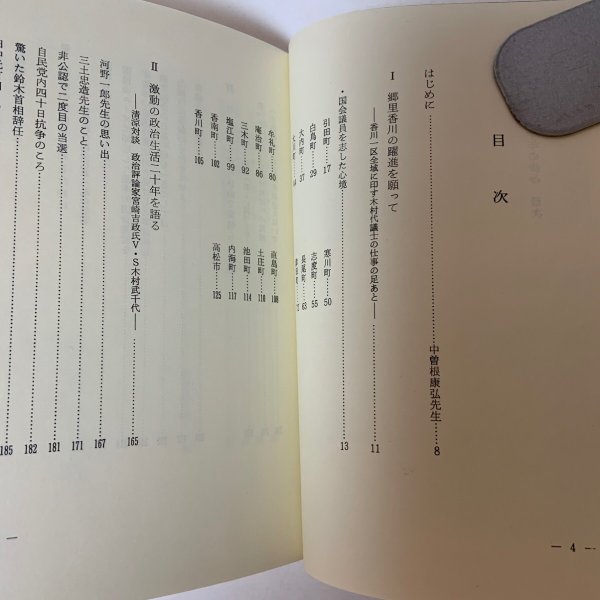 目次
はじめに……中曽根康弘先生……8
Ⅰ 郷里香川の躍進を願って
──香川一区全域に印す木村代議士の仕事の足あと──……11
・国会議員を志した心境……13
引田町 17
寒川町 50
白鳥町 29
志度町 55
大内町 37
長尾町 63
牟礼町 80
直島町 108
庵治町 86
土庄町 110
三木町 92
池田町 114
塩江町 99
内海町 117
香南町 102
高松市 125
香川町 105
Ⅱ 激動の政治生活二十年を語る
──清涼対談 政治評論家宮崎吉政氏V・S木村武千代──……165
河野一郎先生の思い出……167
三土忠造先生のこと……171
非公認で二度目の当選……181
自民党内四十日抗争のころ……182
驚いた鈴木首相辞任……185
— 4 —